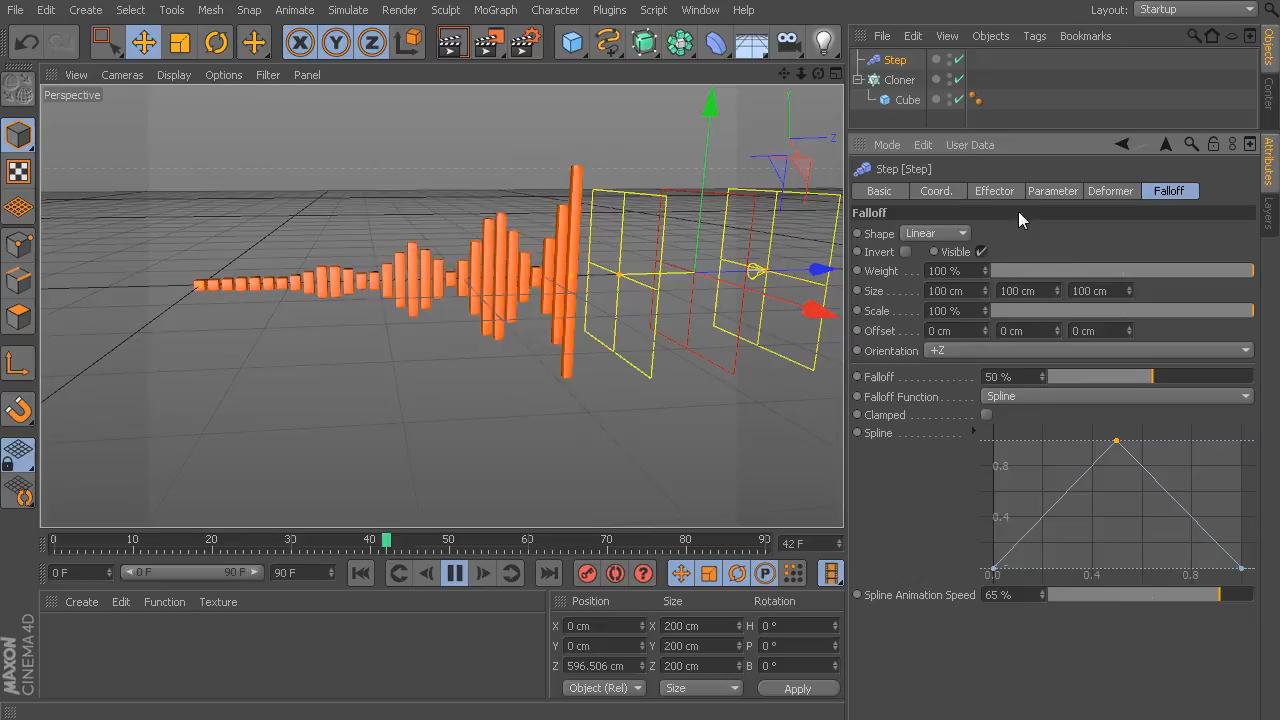 File Edit Create Select Tools Mesh Snap Animate Simulate Render Sculpt MoGraph Character Plugins Script Window Help Layout: Startup
File Edit View Objects Tags Bookmarks
Step
Cloner
Cube
View Cameras Display Options Filter Panel
Perspective
Y
Z
X Y Z
Mode Edit User Data
Step [Step]
Basic Coord. Effector Parameter Deformer Falloff
Falloff
Shape Linear
Invert Visible
Weight 100 %
Size 100 cm 100 cm 100 cm
Scale 100 %
Offset 0 cm 0 cm 0 cm
Orientation +Z
Falloff 50 %
Falloff Function Spline
Clamped
Spline
0.8
0.4
0.0 0.4 0.8
Spline Animation Speed 65 %
0 10 20 30 40 50 60 70 80 90 42 F
0 F 0 F 90 F 90 F
P
Create Edit Function Texture
Position Size Rotation
X 0 cm X 200 cm H 0 °
Y 0 cm Y 200 cm P 0 °
Z 596.506 cm Z 200 cm B 0 °
Object (Rel) Size Apply
MAXON
CINEMA 4D
Objects
Conter
Attributes
Layers